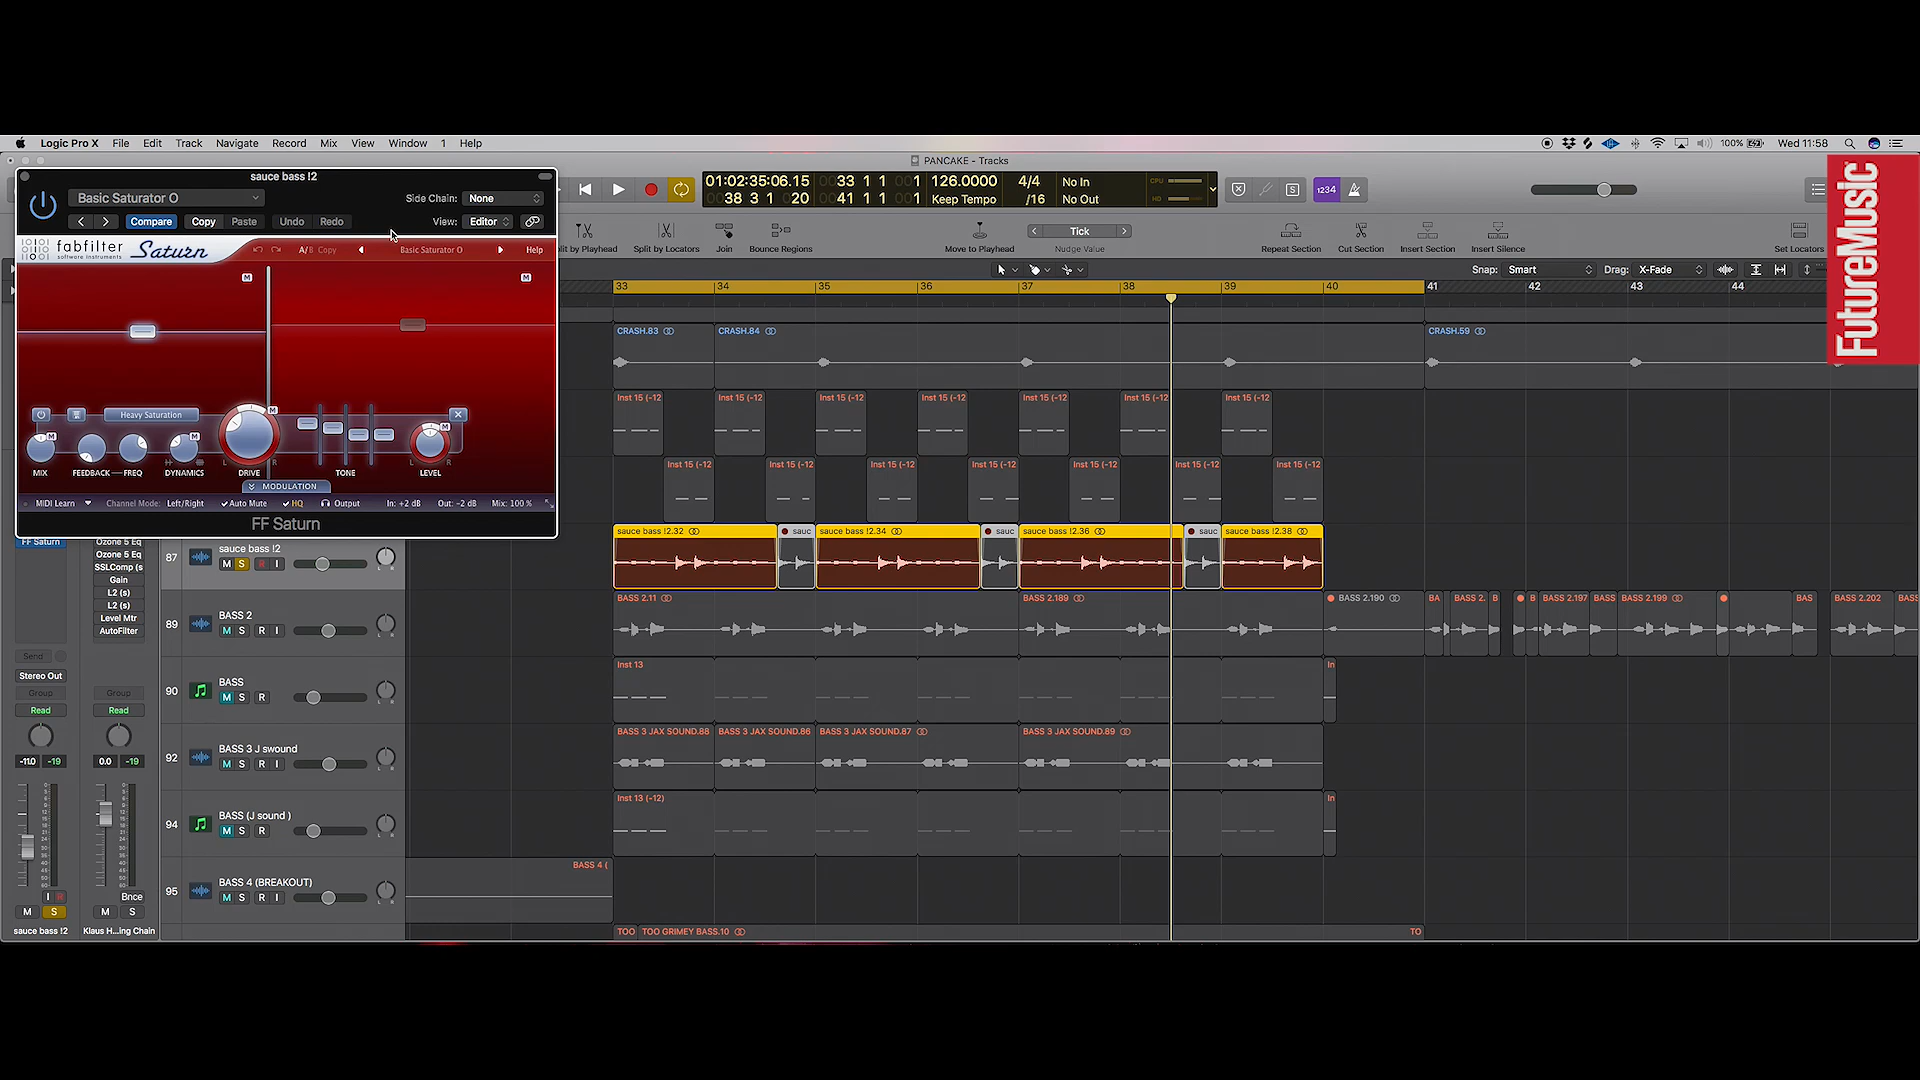 Logic Pro X File Edit Track Navigate Record Mix View Window 1 Help
100% Wed 11:58
PANCAKE - Tracks
FutureMusic
sauce bass !2
Basic Saturator O
Side Chain: None
Compare Copy Paste Undo Redo
View: Editor
fabfilter Saturn
software instruments
A/B Copy Basic Saturator O Help
M M
Heavy Saturation
MIX FEEDBACK FREQ DYNAMICS DRIVE TONE LEVEL
MODULATION
MIDI Learn Channel Mode: Left/Right Auto Mute HQ Output In: +2 dB Out: -2 dB Mix: 100 %
FF Saturn
01:02:35:06.15 33 1 1 1 126.0000 4/4 No In
38 3 1 20 41 1 1 1 Keep Tempo /16 No Out
CPU
HD
1234
lit by Playhead Split by Locators Join Bounce Regions Move to Playhead
Tick
Nudge Value
Repeat Section Cut Section Insert Section Insert Silence Set Locators
Snap: Smart Drag: X-Fade
33 34 35 36 37 38 39 40 41 42 43 44
CRASH.83 CRASH.84 CRASH.59
Inst 15 (-12 Inst 15 (-12 Inst 15 (-12 Inst 15 (-12 Inst 15 (-12 Inst 15 (-12 Inst 15 (-12
Inst 15 (-12 Inst 15 (-12 Inst 15 (-12 Inst 15 (-12 Inst 15 (-12 Inst 15 (-12 Inst 15 (-12
sauce bass !2.32 sauc sauce bass !2.34 sauc sauce bass !2.36 sauc sauce bass !2.38
87 sauce bass !2
M S R I
89 BASS 2
M S R I
BASS 2.11 BASS 2.189 BASS 2.190 BA BASS 2. B B BASS 2.197 BASS BASS 2.199 BAS BASS 2.202 BASS
90 BASS
M S R
Inst 13 In
92 BASS 3 J swound
M S R I
BASS 3 JAX SOUND.88 BASS 3 JAX SOUND.86 BASS 3 JAX SOUND.87 BASS 3 JAX SOUND.89
94 BASS (J sound )
M S R
Inst 13 (-12) In
95 BASS 4 (BREAKOUT)
M S R I
BASS 4 (
TOO TOO GRIMEY BASS.10 TO
FF Saturn
Ozone 5 Eq
Ozone 5 Eq
SSLComp (s
Gain
L2 (s)
L2 (s)
Level Mtr
AutoFilter
Send
Stereo Out
Group Group
Read Read
-11.0 -19 0.0 -19
I R Bnce
M S M S
sauce bass !2 Klaus H...ing Chain